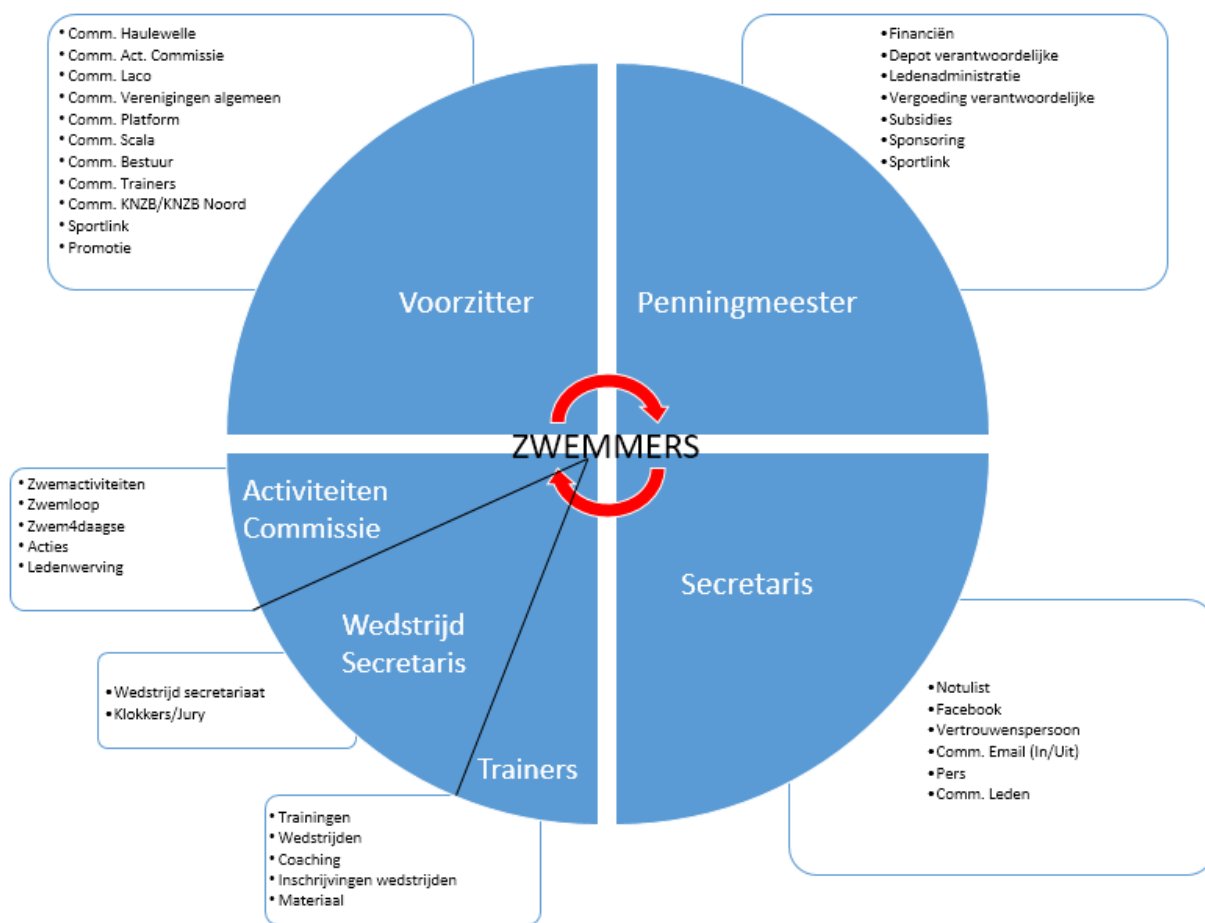 • Comm. Haulewelle
• Comm. Act. Commissie
• Comm. Laco
• Comm. Verenigingen algemeen
• Comm. Platform
• Comm. Scala
• Comm. Bestuur
• Comm. Trainers
• Comm. KNZB/KNZB Noord
• Sportlink
• Promotie
• Financiën
• Depot verantwoordelijke
• Ledenadministratie
• Vergoeding verantwoordelijke
• Subsidies
• Sponsoring
• Sportlink
Voorzitter
Penningmeester
ZWEMMERS
• Zwemactiviteiten
• Zwemloop
• Zwem4daagse
• Acties
• Ledenwerving
Activiteiten
Commissie
Secretaris
Wedstrijd
Secretaris
• Wedstrijd secretariaat
• Klokkers/Jury
Trainers
• Notulist
• Facebook
• Vertrouwenspersoon
• Comm. Email (In/Uit)
• Pers
• Comm. Leden
• Trainingen
• Wedstrijden
• Coaching
• Inschrijvingen wedstrijden
• Materiaal